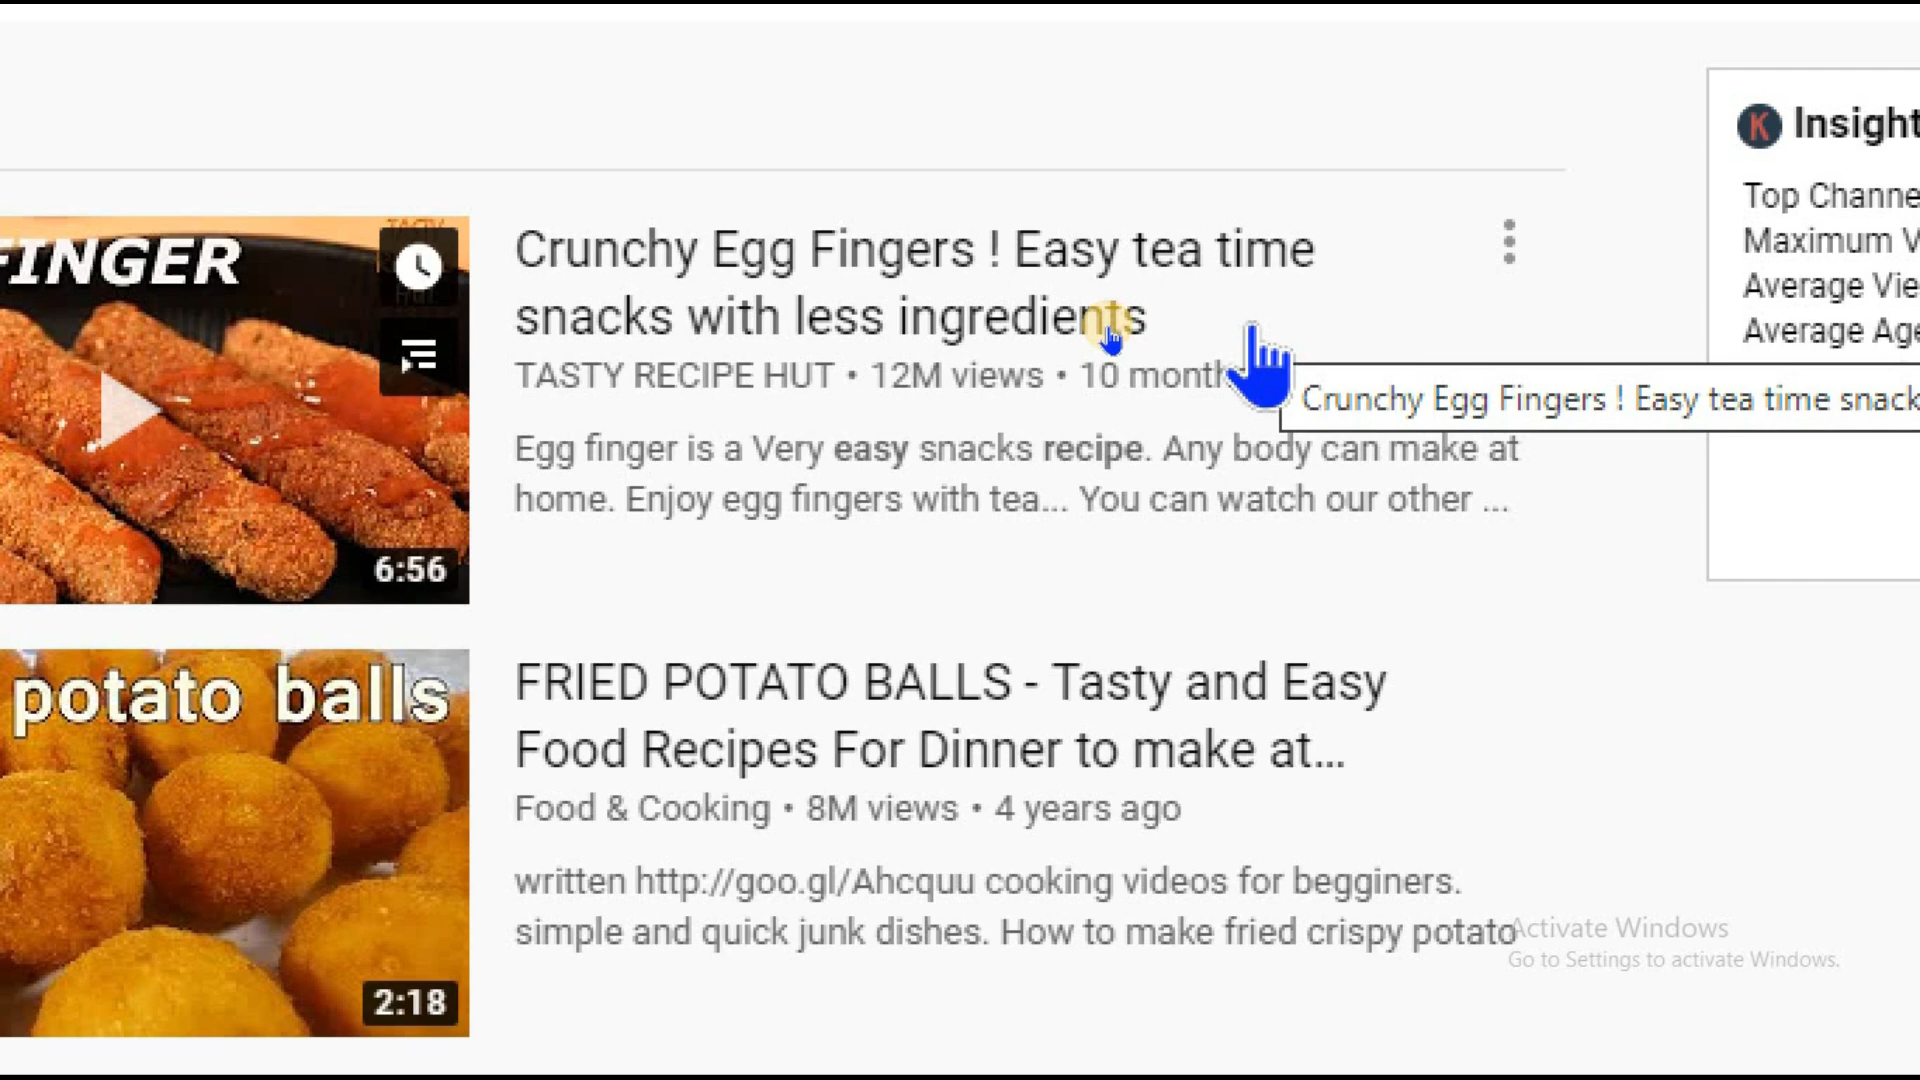 K Insight
Top Channe
Maximum V
Average Vie
Average Age
FINGER
6:56
Crunchy Egg Fingers ! Easy tea time
snacks with less ingredients
TASTY RECIPE HUT • 12M views • 10 month
Crunchy Egg Fingers ! Easy tea time snack
Egg finger is a Very easy snacks recipe. Any body can make at
home. Enjoy egg fingers with tea... You can watch our other ...
potato balls
2:18
FRIED POTATO BALLS - Tasty and Easy
Food Recipes For Dinner to make at...
Food & Cooking • 8M views • 4 years ago
written http://goo.gl/Ahcquu cooking videos for begginers.
simple and quick junk dishes. How to make fried crispy potato
Activate Windows
Go to Settings to activate Windows.